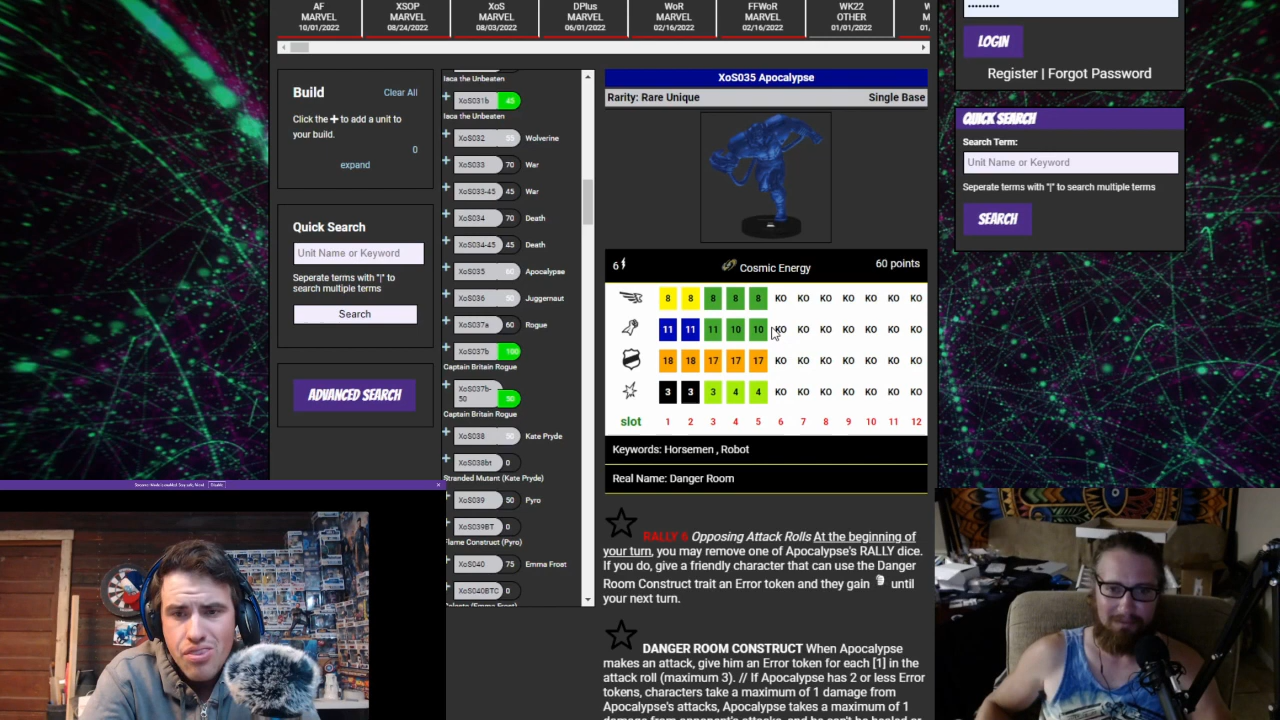 AF
MARVEL
10/01/2022
XSOP
MARVEL
08/24/2022
XoS
MARVEL
08/03/2022
DPlus
MARVEL
06/01/2022
WoR
MARVEL
02/16/2022
FFWoR
MARVEL
02/16/2022
WK22
OTHER
01/01/2022
Build
Clear All
Click the + to add a unit to
your build.
0
expand
Quick Search
Unit Name or Keyword
Seperate terms with "|" to
search multiple terms
Search
ADVANCED SEARCH
Iaca the Unbeaten
XoS031b 45
Iaca the Unbeaten
XoS032 55 Wolverine
XoS033 70 War
XoS033-45 45 War
XoS034 70 Death
XoS034-45 45 Death
XoS035 60 Apocalypse
XoS036 50 Juggernaut
XoS037a 60 Rogue
XoS037b 100
Captain Britain Rogue
XoS037b-
50 50
Captain Britain Rogue
XoS038 Kate Pryde
XoS038bt 0
Stranded Mutant (Kate Pryde)
XoS039 50 Pyro
XoS039BT 0
Flame Construct (Pyro)
XoS040 75 Emma Frost
XoS040BTC 0
XoS035 Apocalypse
Rarity: Rare Unique Single Base
6 Cosmic Energy 60 points
8 8 8 8 8 KO KO KO KO KO KO KO
11 11 11 10 10 KO KO KO KO KO KO KO
18 18 17 17 17 KO KO KO KO KO KO KO
3 3 3 4 4 KO KO KO KO KO KO KO
slot 1 2 3 4 5 6 7 8 9 10 11 12
Keywords: Horsemen , Robot
Real Name: Danger Room
RALLY 6 Opposing Attack Rolls At the beginning of
your turn, you may remove one of Apocalypse's RALLY dice.
If you do, give a friendly character that can use the Danger
Room Construct trait an Error token and they gain until
your next turn.
DANGER ROOM CONSTRUCT When Apocalypse
makes an attack, give him an Error token for each [1] in the
attack roll (maximum 3). // If Apocalypse has 2 or less Error
tokens, characters take a maximum of 1 damage from
Apocalypse's attacks, Apocalypse takes a maximum of 1
damage from opponent's attacks, and he can't be healed or
LOGIN
Register | Forgot Password
QUICK SEARCH
Search Term:
Unit Name or Keyword
Seperate terms with "|" to search multiple terms
SEARCH